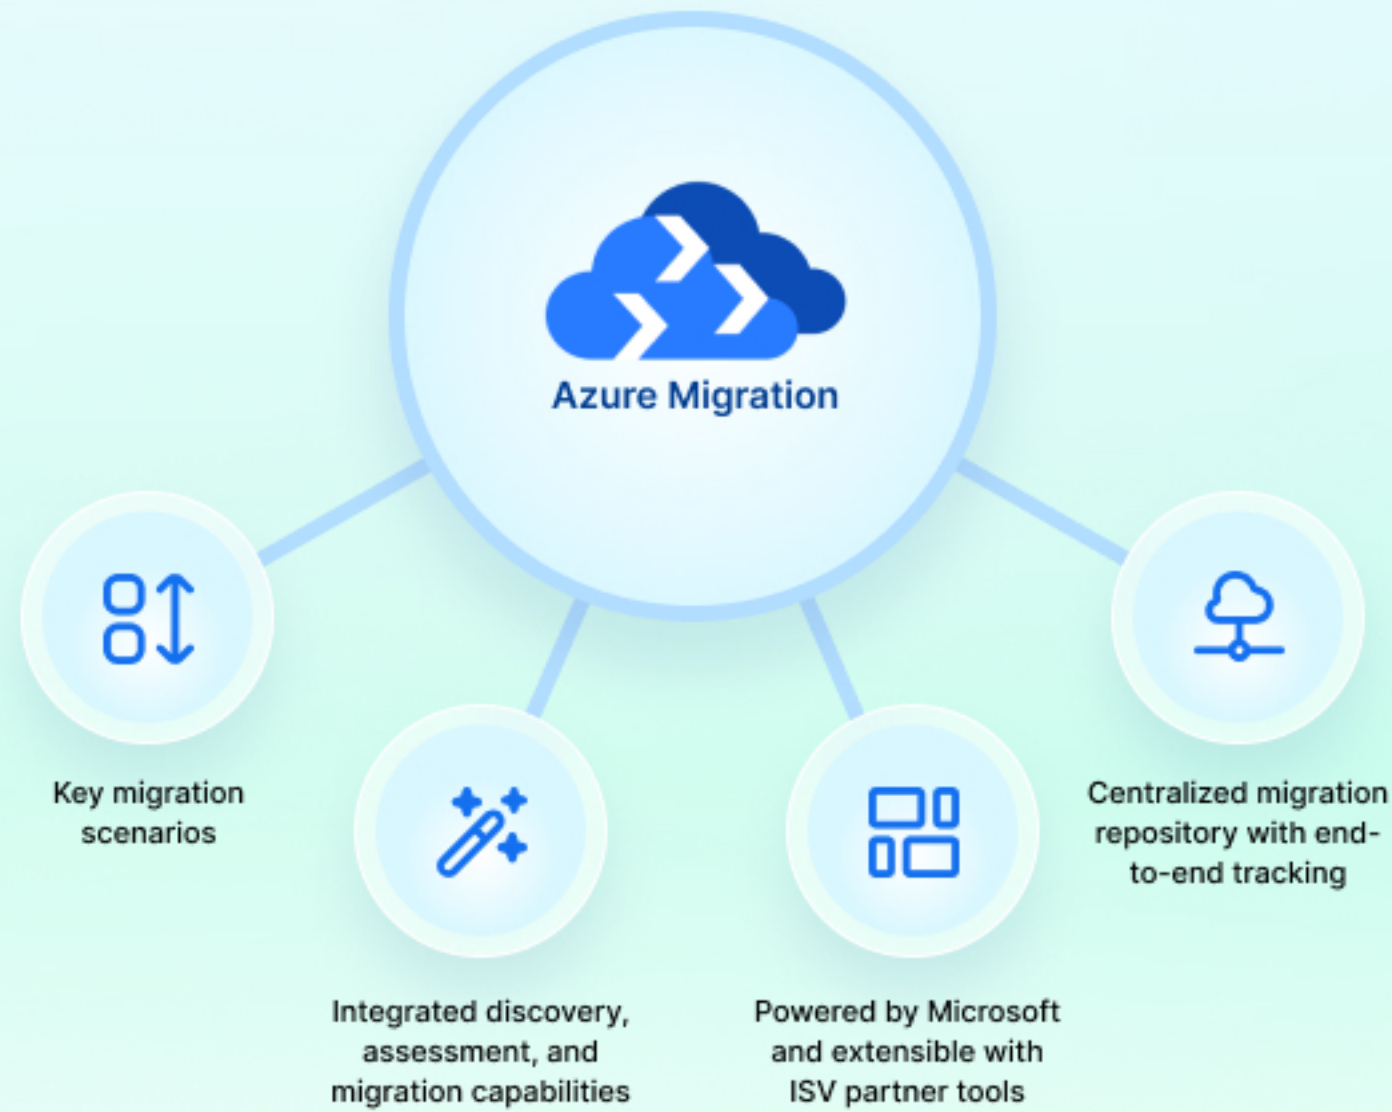 Azure Migration
Key migration
scenarios
Integrated discovery,
assessment, and
migration capabilities
Powered by Microsoft
and extensible with
ISV partner tools
Centralized migration
repository with end-
to-end tracking